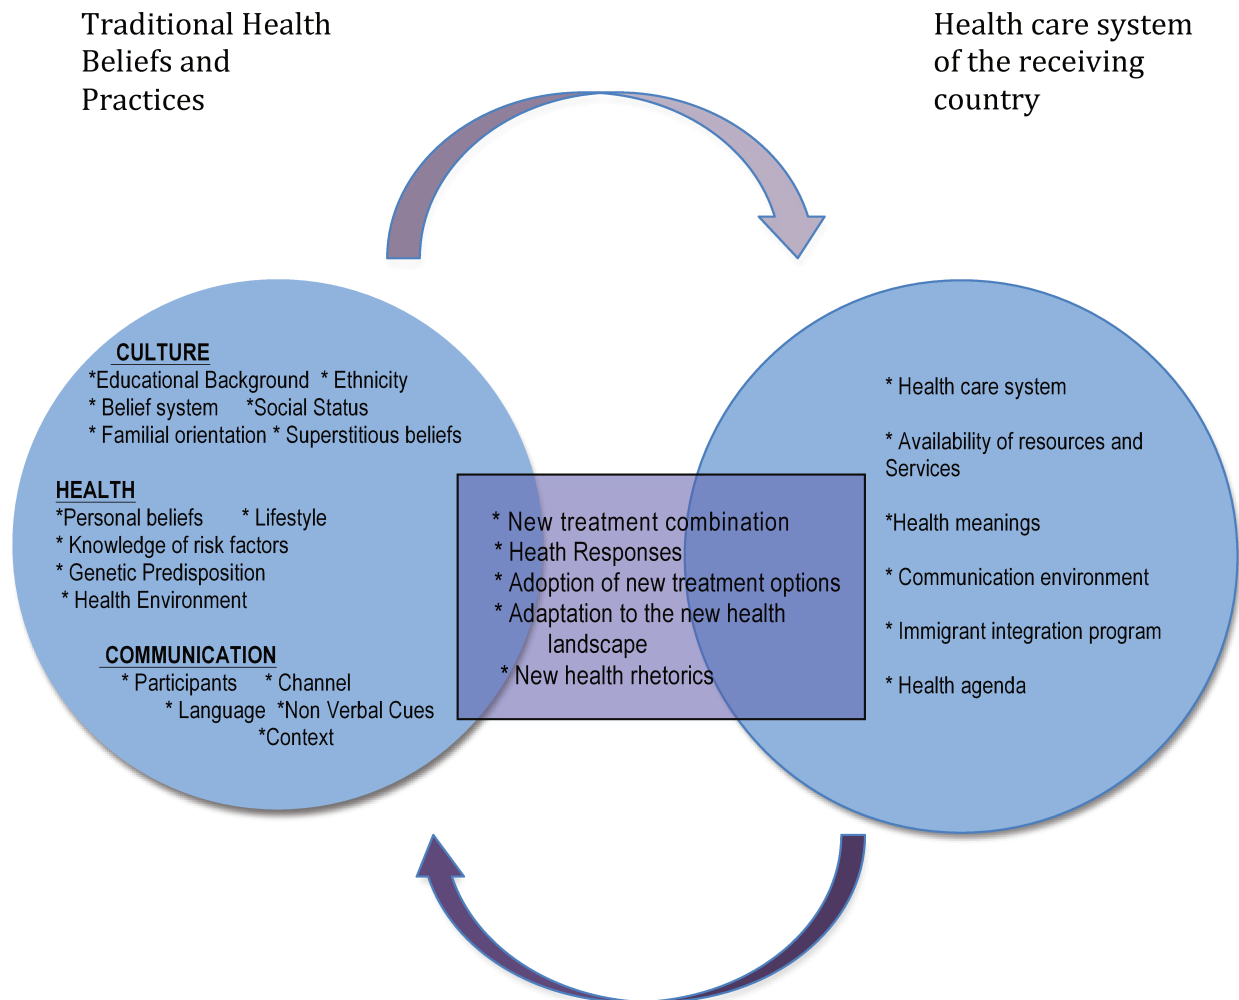 Traditional Health
Beliefs and
Practices
Health care system
of the receiving
country
CULTURE
*Educational Background * Ethnicity
* Belief system *Social Status
* Familial orientation * Superstitious beliefs
HEALTH
*Personal beliefs * Lifestyle
* Knowledge of risk factors
* Genetic Predisposition
* Health Environment
COMMUNICATION
* Participants * Channel
* Language *Non Verbal Cues
*Context
* New treatment combination
* Heath Responses
* Adoption of new treatment options
* Adaptation to the new health
landscape
* New health rhetorics
* Health care system
* Availability of resources and
Services
*Health meanings
* Communication environment
* Immigrant integration program
* Health agenda